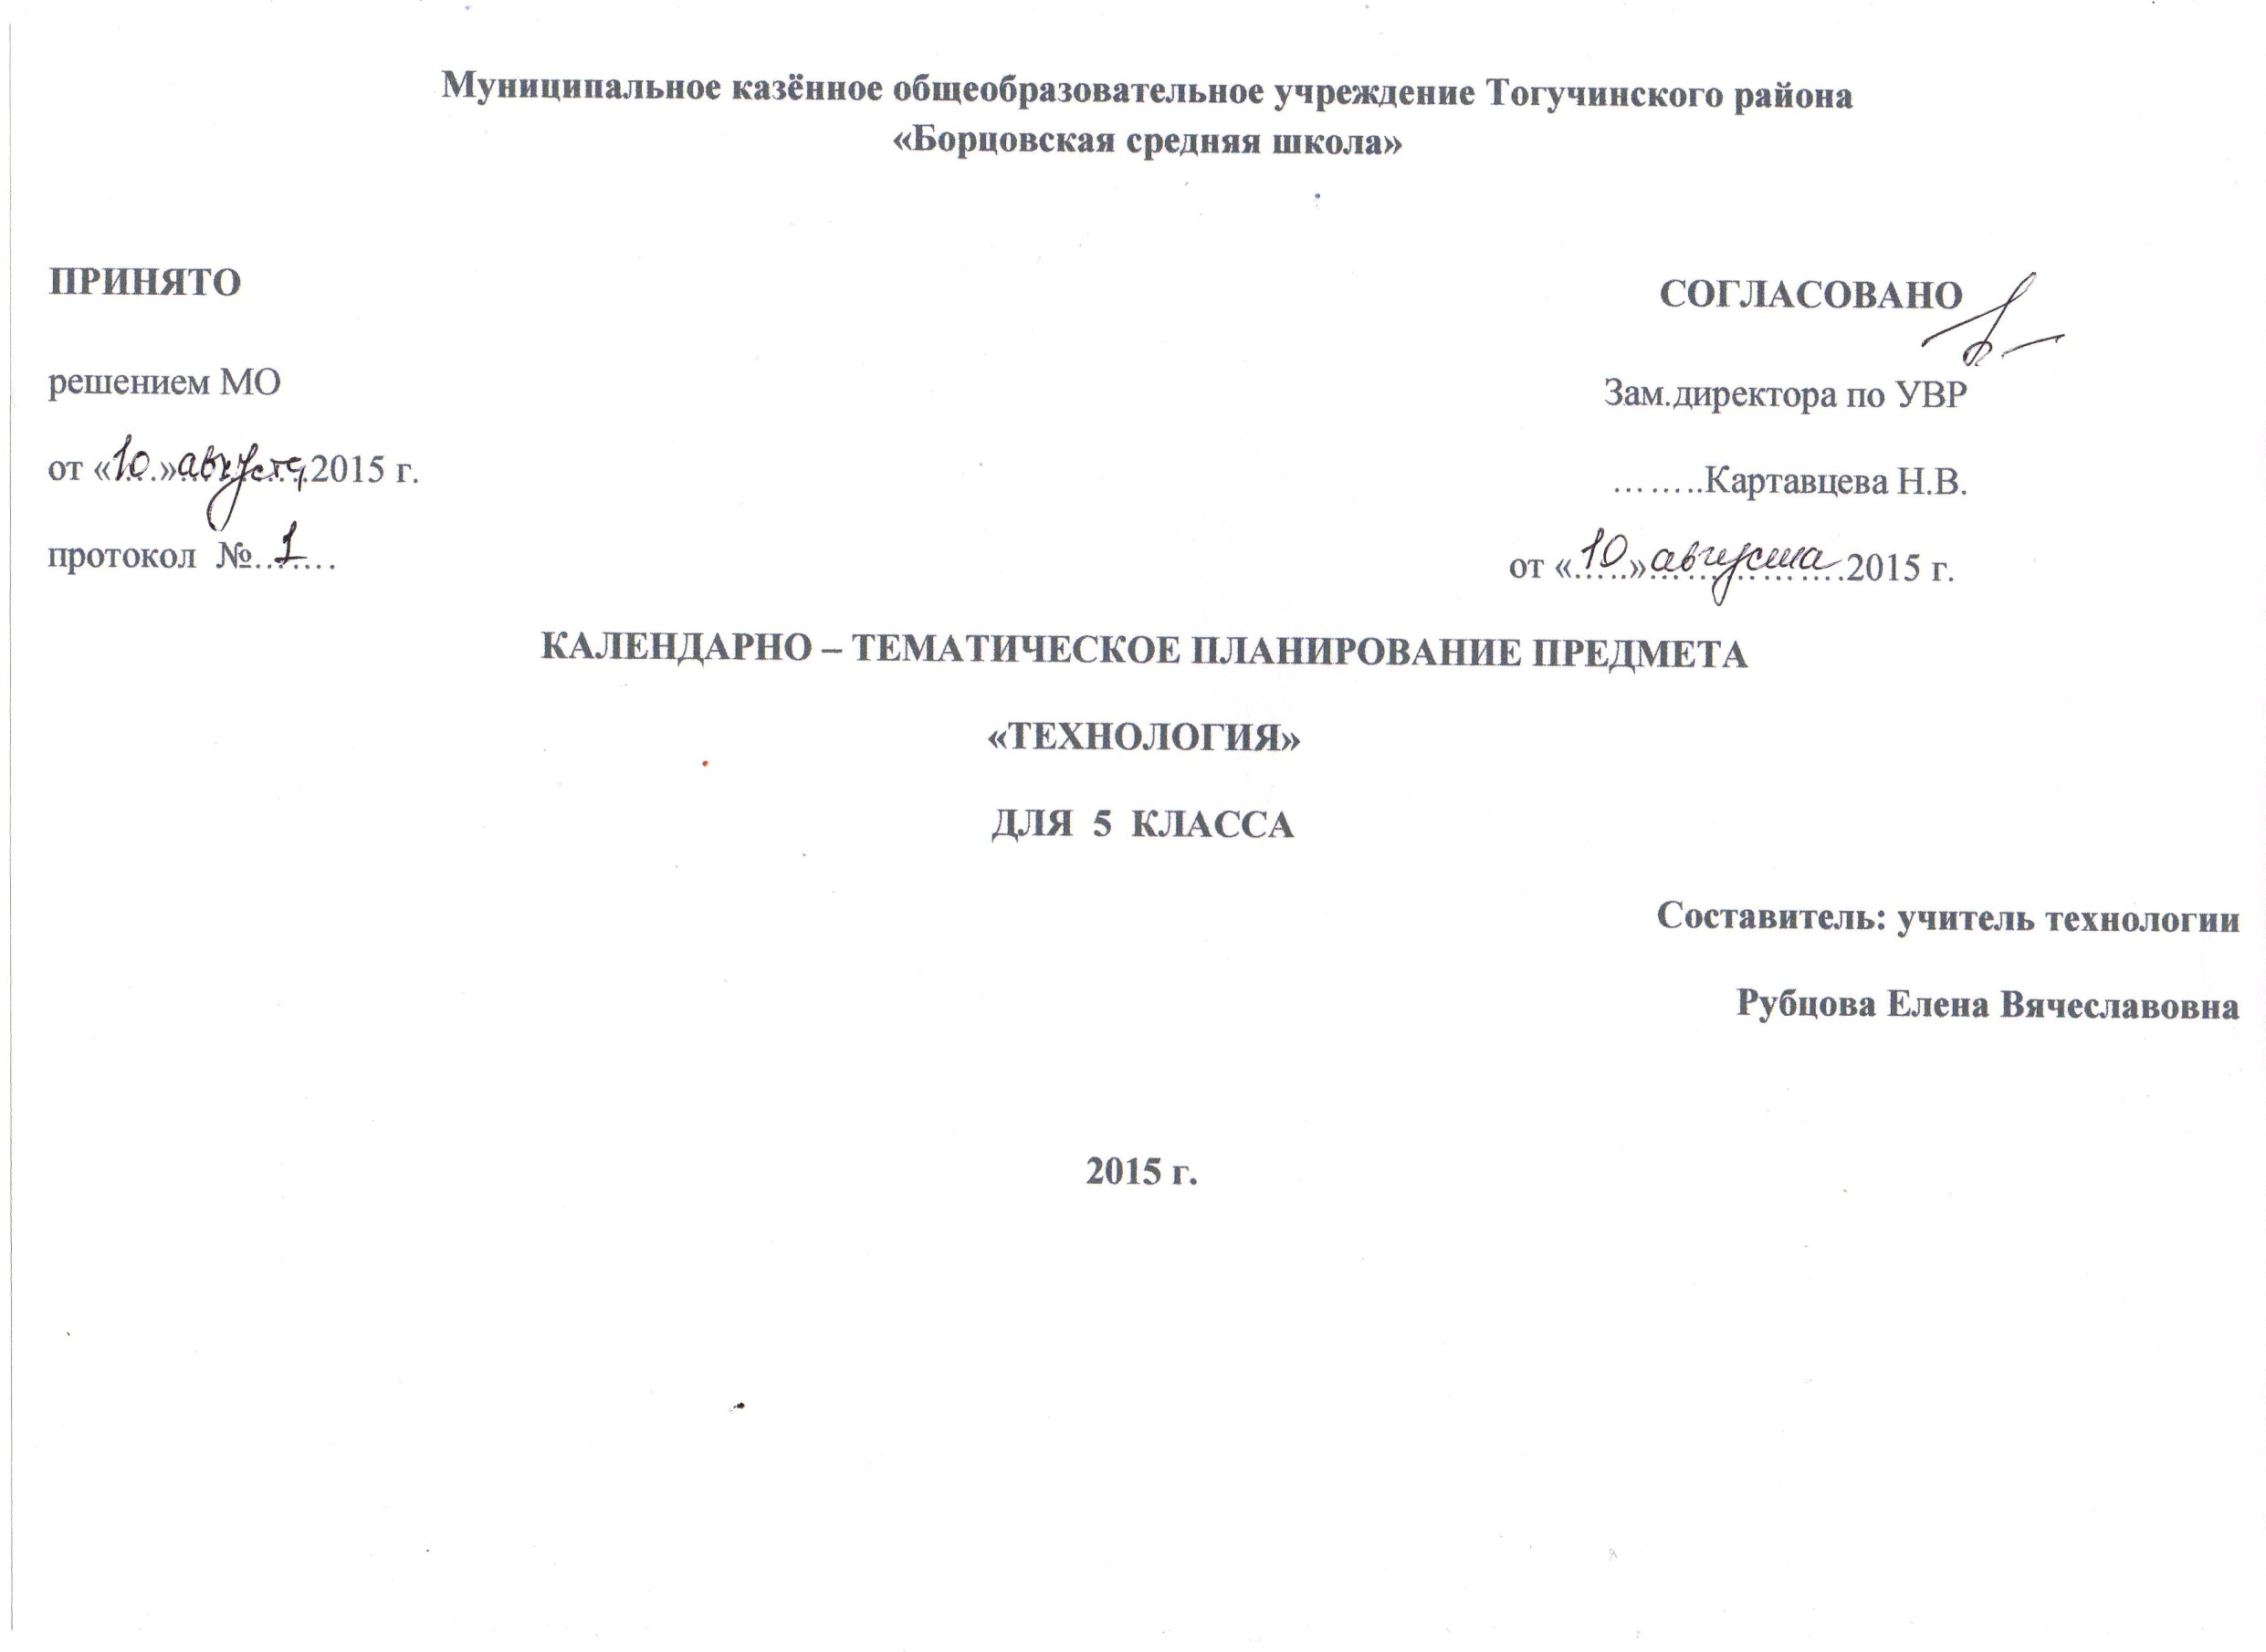 Муниципальное казённое общеобразовательное учреждение Тогучинского района
«Борцовская средняя школа»
ПРИНЯТО
СОГЛАСОВАНО
решением МО
Зам.директора по УВР
от «10» августа 2015 г.
……..Картавцева Н.В.
протокол №…1….
от «10» августа 2015 г.
КАЛЕНДАРНО – ТЕМАТИЧЕСКОЕ ПЛАНИРОВАНИЕ ПРЕДМЕТА
«ТЕХНОЛОГИЯ»
ДЛЯ 5 КЛАССА
Составитель: учитель технологии
Рубцова Елена Вячеславовна
2015 г.